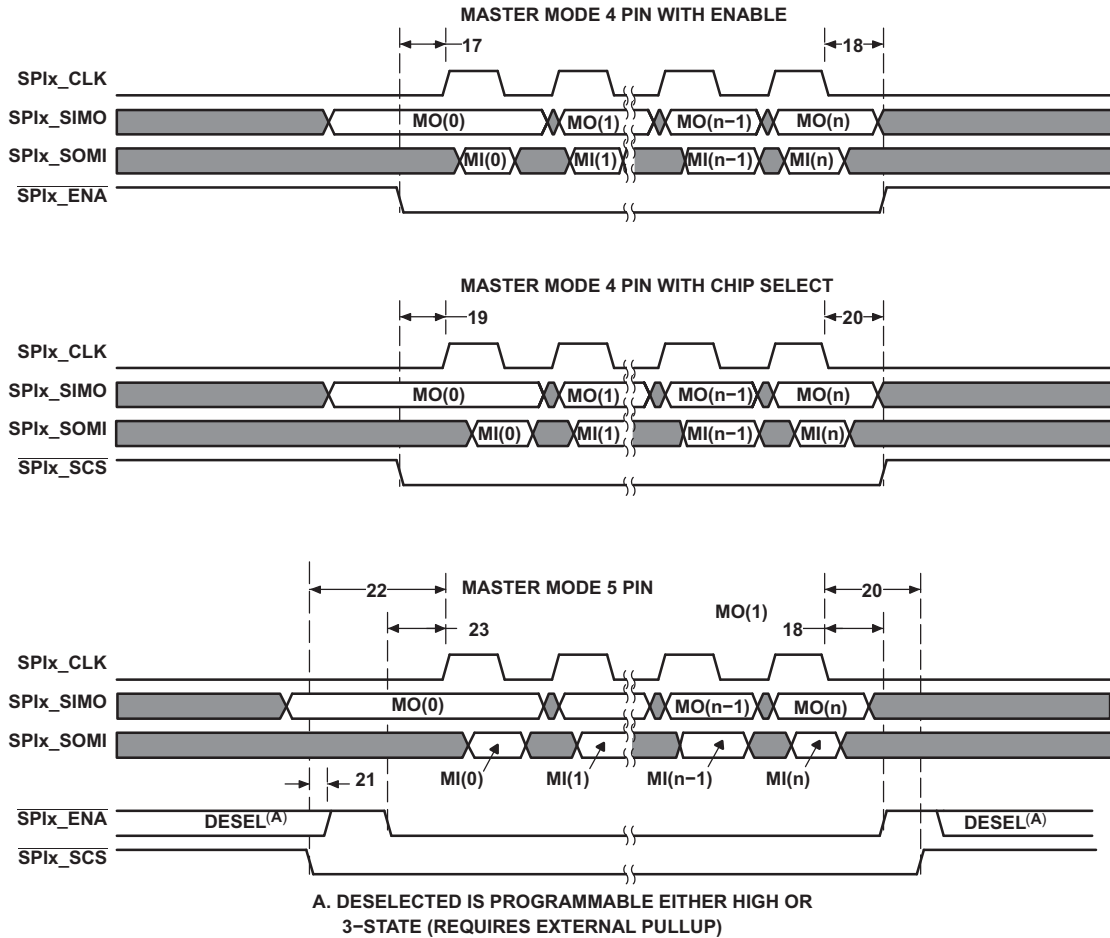 MASTER MODE 4 PIN WITH ENABLE
17
18
SPIx_CLK
SPIx_SIMO
MO(0)
MO(1)
MO(n−1)
MO(n)
SPIx_SOMI
MI(0)
MI(1)
MI(n−1)
MI(n)
SPIx_ENA
MASTER MODE 4 PIN WITH CHIP SELECT
19
20
SPIx_CLK
SPIx_SIMO
MO(0)
MO(1)
MO(n−1)
MO(n)
SPIx_SOMI
MI(0)
MI(1)
MI(n−1)
MI(n)
SPIx_SCS
22
MASTER MODE 5 PIN
20
MO(1)
23
18
SPIx_CLK
SPIx_SIMO
MO(0)
MO(n−1)
MO(n)
SPIx_SOMI
MI(0)
MI(1)
MI(n−1)
MI(n)
21
SPIx_ENA
DESEL(A)
DESEL(A)
SPIx_SCS
A. DESELECTED IS PROGRAMMABLE EITHER HIGH OR
3−STATE (REQUIRES EXTERNAL PULLUP)